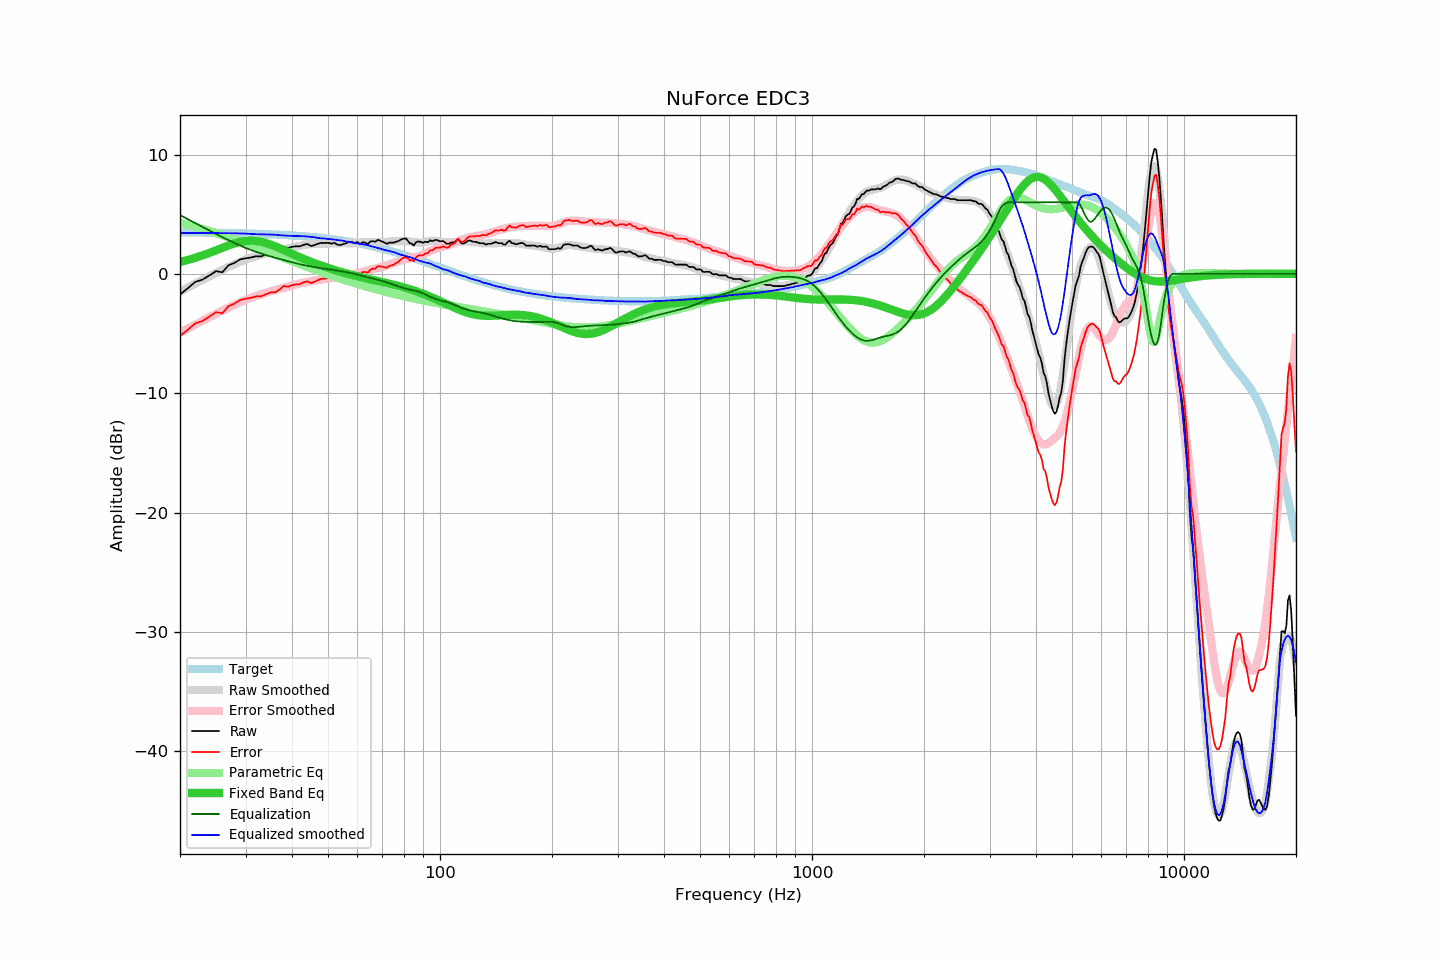 NuForce EDC3
10
0
−10
−20
−30
−40
Amplitude (dBr)
Target
Raw Smoothed
Error Smoothed
Raw
Error
Parametric Eq
Fixed Band Eq
Equalization
Equalized smoothed
100
1000
10000
Frequency (Hz)